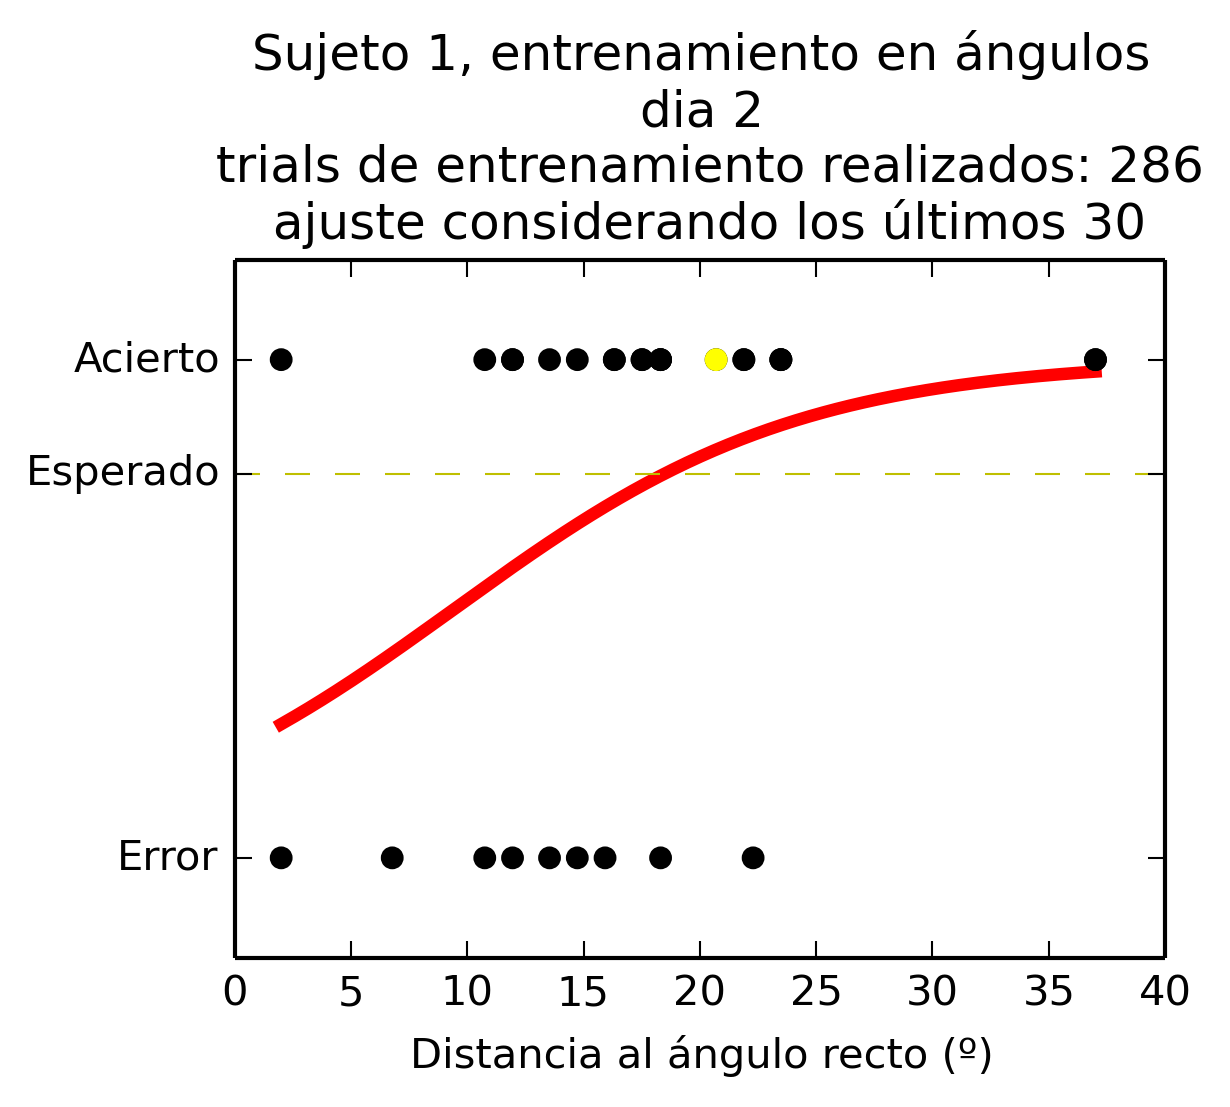 Sujeto 1, entrenamiento en ángulos
dia 2
trials de entrenamiento realizados: 286
ajuste considerando los últimos 30
Acierto
Esperado
Error
0 5 10 15 20 25 30 35 40
Distancia al ángulo recto (º)